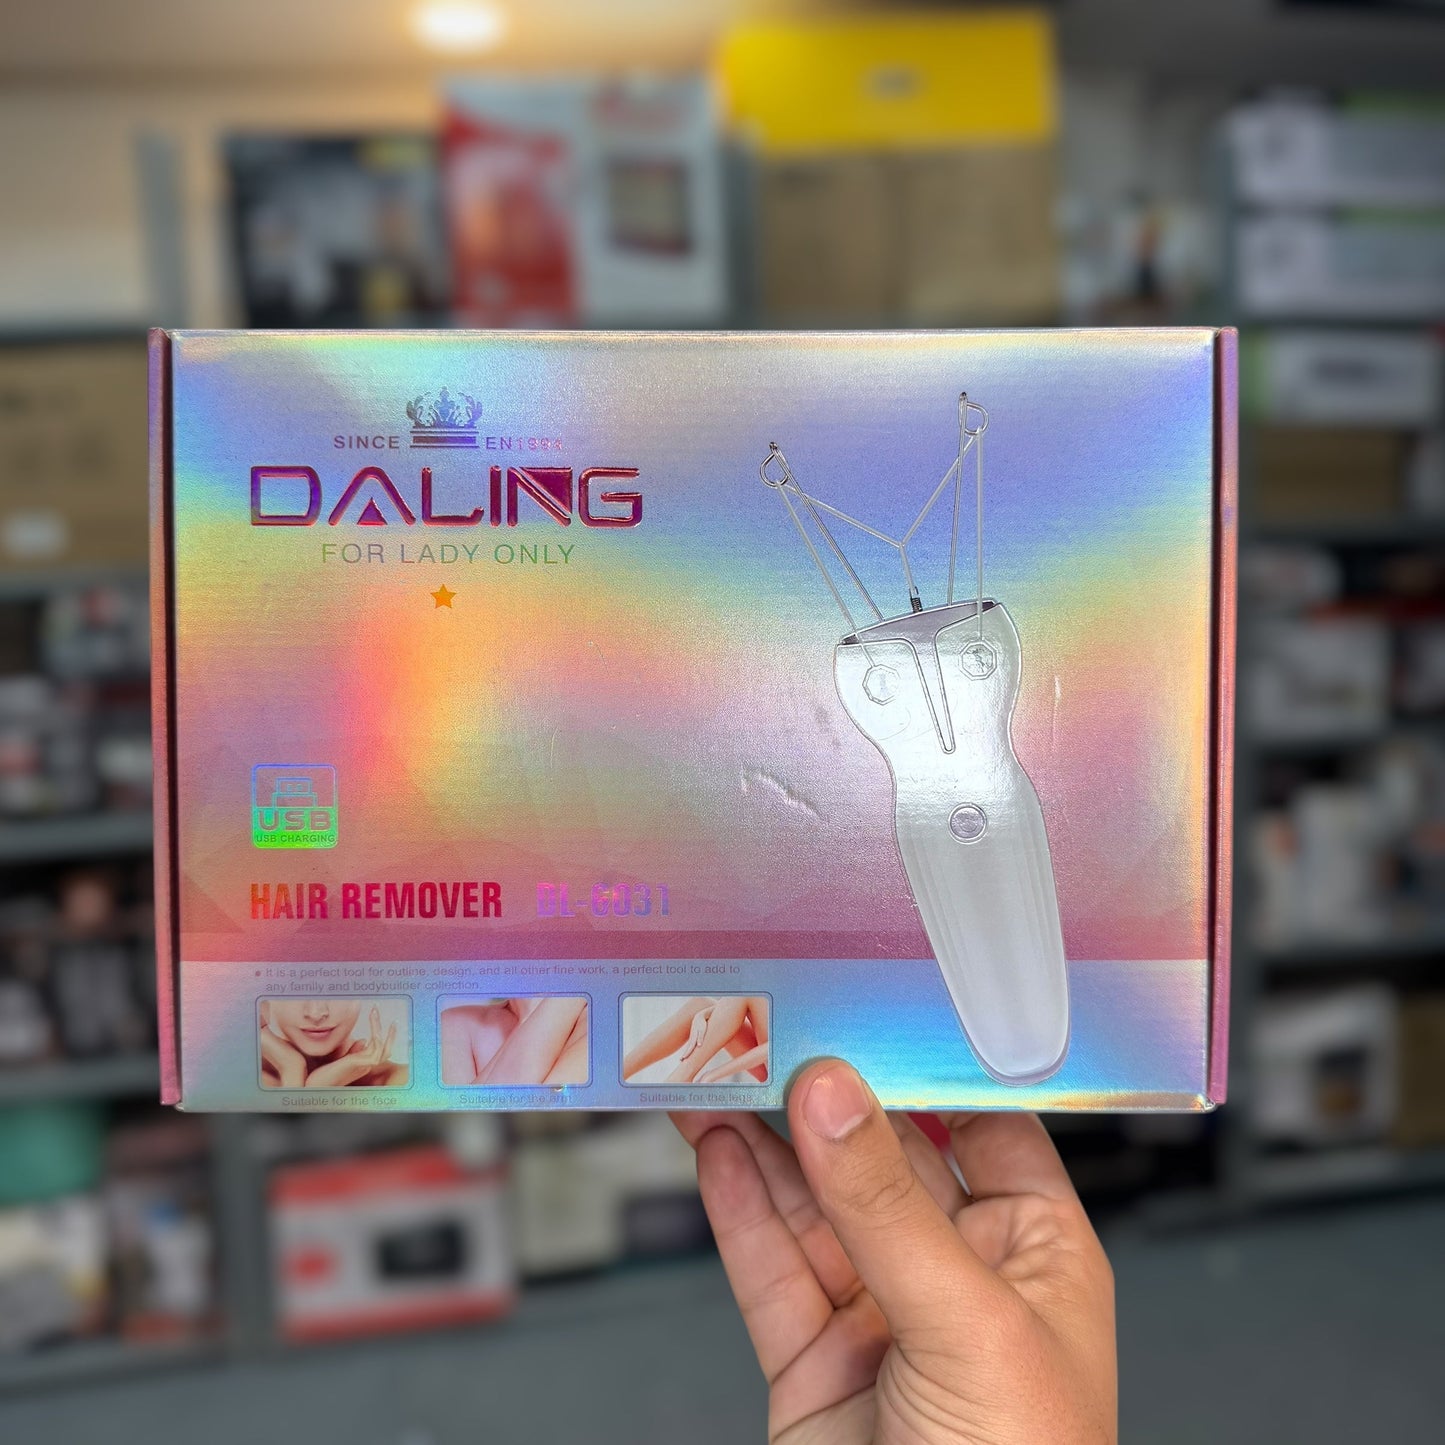 SINCE EN1994
DALING
FOR LADY ONLY
USB
USB CHARGING
HAIR REMOVER DL-6031
• It is a perfect tool for outline, design, and all other fine work, a perfect tool to add to
any family and bodybuilder collection.
Suitable for the face Suitable for the arm Suitable for the legs